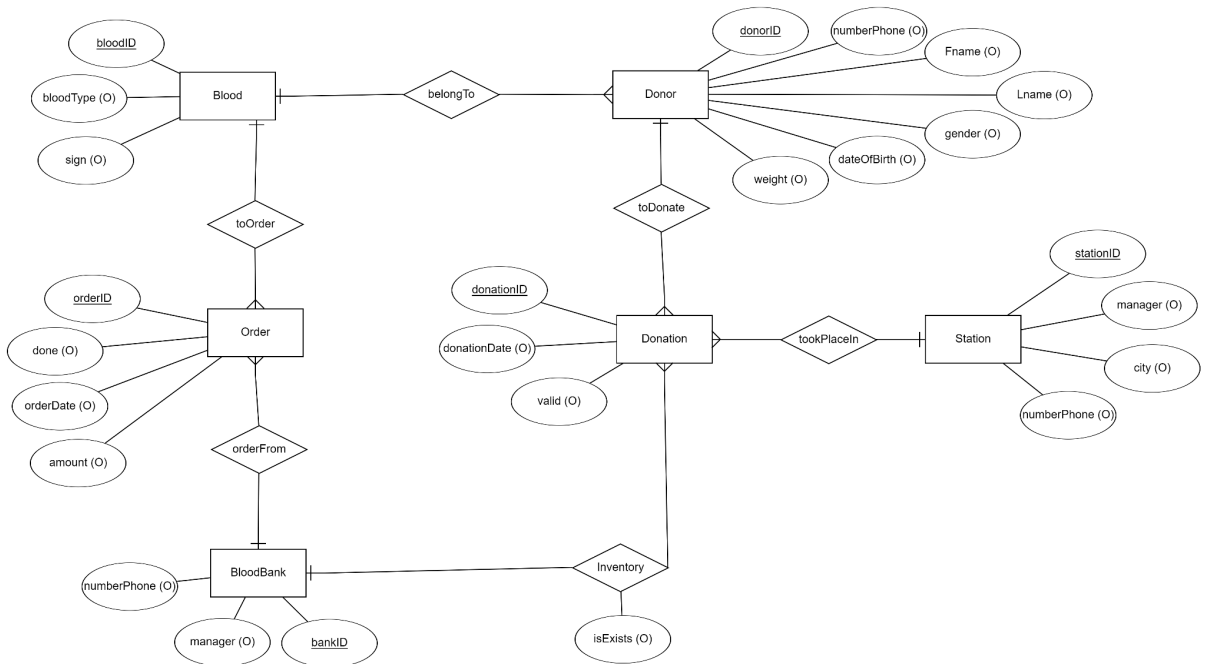 bloodID
bloodType (O)
sign (O)
Blood
belongTo
Donor
donorID
numberPhone (O)
Fname (O)
Lname (O)
gender (O)
dateOfBirth (O)
weight (O)
toOrder
toDonate
orderID
done (O)
orderDate (O)
amount (O)
Order
donationID
donationDate (O)
valid (O)
Donation
tookPlaceIn
Station
stationID
manager (O)
city (O)
numberPhone (O)
orderFrom
BloodBank
numberPhone (O)
manager (O)
bankID
Inventory
isExists (O)